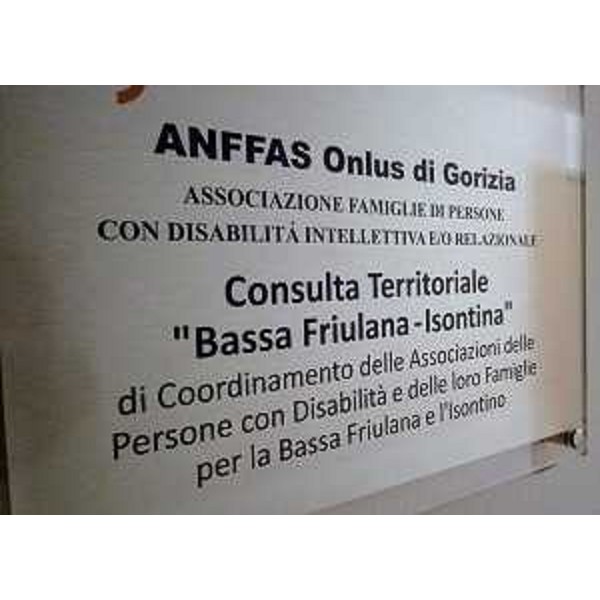 ANFFAS Onlus di Gorizia
ASSOCIAZIONE FAMIGLIE DI PERSONE
CON DISABILITÀ INTELLETTIVA E/O RELAZIONALE
Consulta Territoriale
"Bassa Friulana-Isontina"
di Coordinamento delle Associazioni delle
Persone con Disabilità e delle loro Famiglie
per la Bassa Friulana e l'Isontino